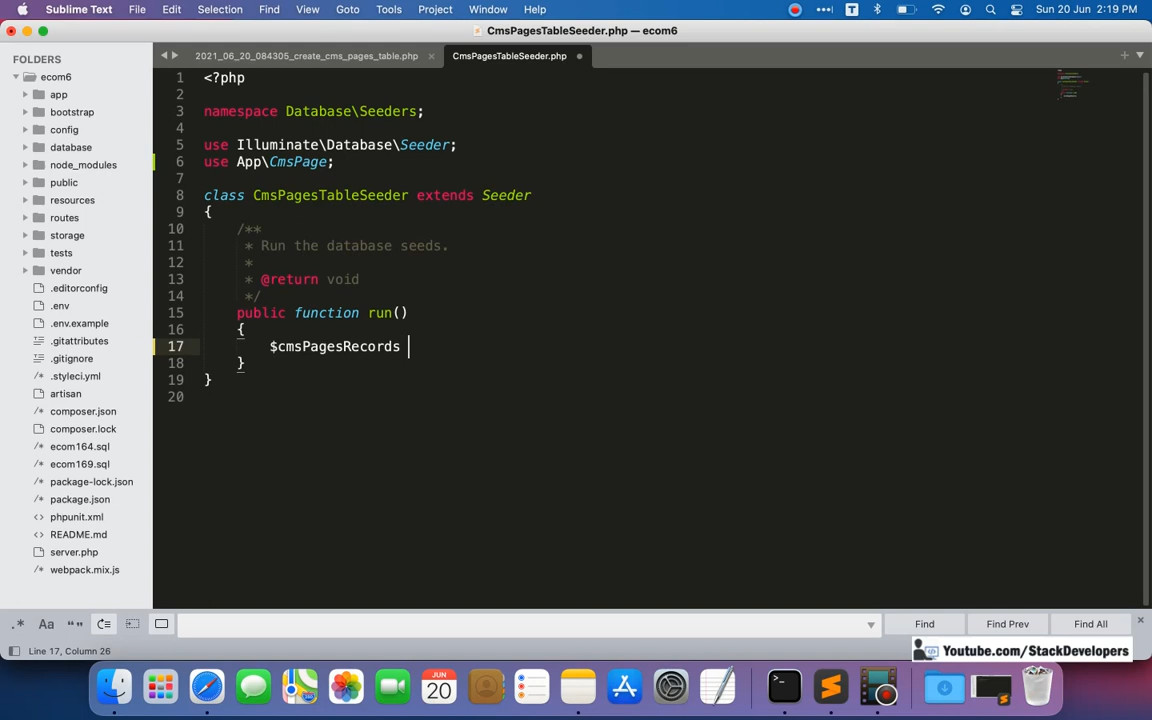 Sublime Text File Edit Selection Find View Goto Tools Project Window Help Sun 20 Jun 2:19 PM
CmsPagesTableSeeder.php — ecom6
FOLDERS
ecom6
app
bootstrap
config
database
node_modules
public
resources
routes
storage
tests
vendor
.editorconfig
.env
.env.example
.gitattributes
.gitignore
.styleci.yml
artisan
composer.json
composer.lock
ecom164.sql
ecom169.sql
package-lock.json
package.json
phpunit.xml
README.md
server.php
webpack.mix.js
2021_06_20_084305_create_cms_pages_table.php CmsPagesTableSeeder.php
1 <?php
2
3 namespace Database\Seeders;
4
5 use Illuminate\Database\Seeder;
6 use App\CmsPage;
7
8 class CmsPagesTableSeeder extends Seeder
9 {
10 /**
11 * Run the database seeds.
12 *
13 * @return void
14 */
15 public function run()
16 {
17 $cmsPagesRecords
18 }
19 }
20
.* Aa “” Find Find Prev Find All
Line 17, Column 26
Youtube.com/StackDevelopers
JUN
20